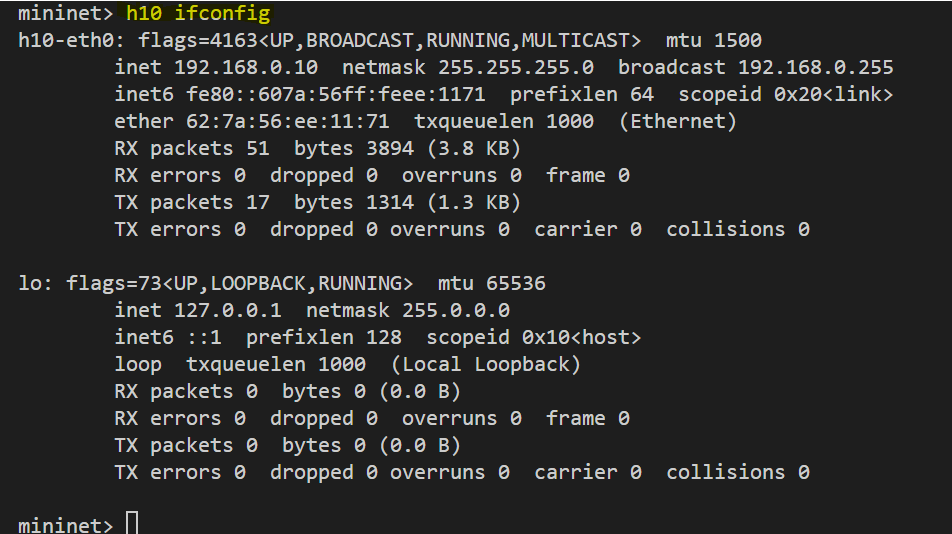 mininet> h10 ifconfig
h10-eth0: flags=4163<UP,BROADCAST,RUNNING,MULTICAST>  mtu 1500
        inet 192.168.0.10  netmask 255.255.255.0  broadcast 192.168.0.255
        inet6 fe80::607a:56ff:feee:1171  prefixlen 64  scopeid 0x20<link>
        ether 62:7a:56:ee:11:71  txqueuelen 1000  (Ethernet)
        RX packets 51  bytes 3894 (3.8 KB)
        RX errors 0  dropped 0  overruns 0  frame 0
        TX packets 17  bytes 1314 (1.3 KB)
        TX errors 0  dropped 0 overruns 0  carrier 0  collisions 0

lo: flags=73<UP,LOOPBACK,RUNNING>  mtu 65536
        inet 127.0.0.1  netmask 255.0.0.0
        inet6 ::1  prefixlen 128  scopeid 0x10<host>
        loop  txqueuelen 1000  (Local Loopback)
        RX packets 0  bytes 0 (0.0 B)
        RX errors 0  dropped 0  overruns 0  frame 0
        TX packets 0  bytes 0 (0.0 B)
        TX errors 0  dropped 0 overruns 0  carrier 0  collisions 0

mininet>